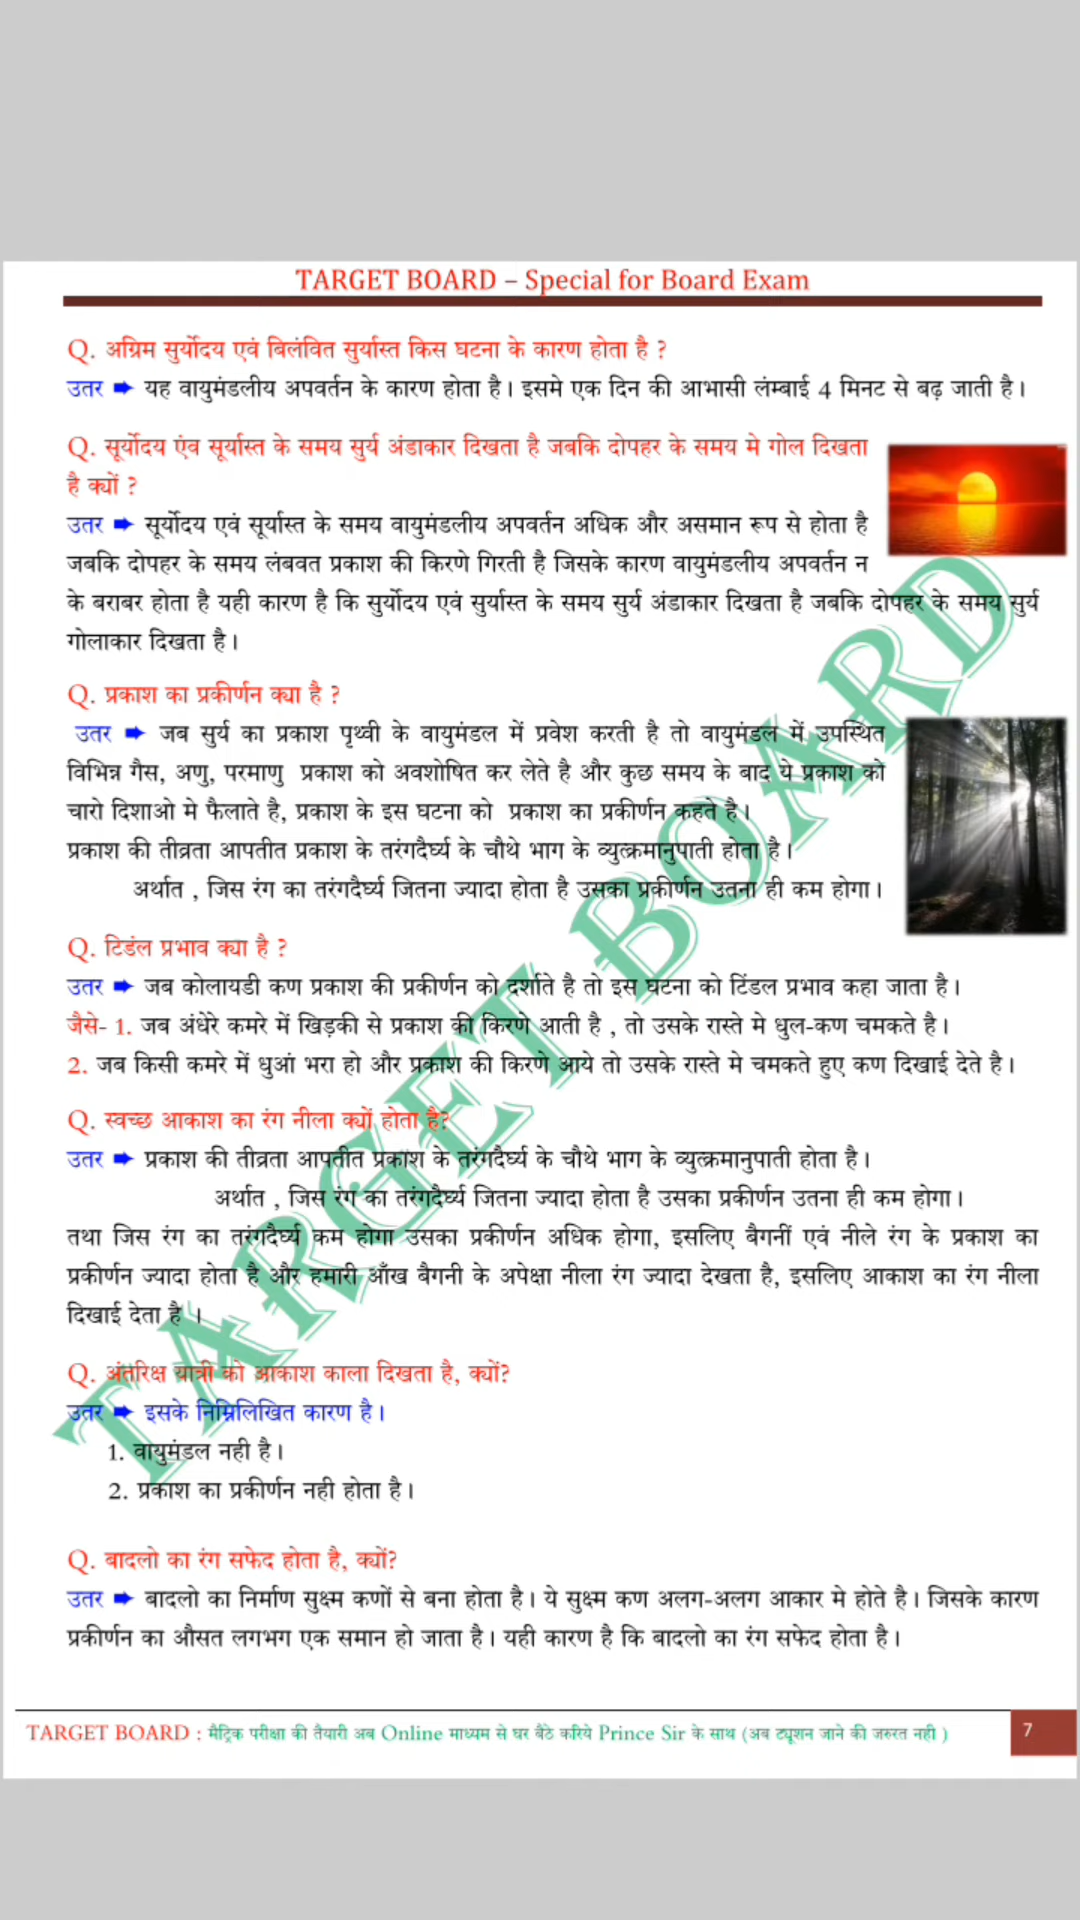 TARGET BOARD – Special for Board Exam
Q. अग्रिम सुर्योदय एवं बिलंवित सुर्यास्त किस घटना के कारण होता है ?
उतर ➡ यह वायुमंडलीय अपवर्तन के कारण होता है। इसमे एक दिन की आभासी लंम्बाई 4 मिनट से बढ़ जाती है।
Q. सूर्योदय एंव सूर्यास्त के समय सुर्य अंडाकार दिखता है जबकि दोपहर के समय मे गोल दिखता
है क्यों ?
उतर ➡ सूर्योदय एवं सूर्यास्त के समय वायुमंडलीय अपवर्तन अधिक और असमान रूप से होता है
जबकि दोपहर के समय लंबवत प्रकाश की किरणे गिरती है जिसके कारण वायुमंडलीय अपवर्तन न
के बराबर होता है यही कारण है कि सुर्योदय एवं सुर्यास्त के समय सुर्य अंडाकार दिखता है जबकि दोपहर के समय सुर्य
गोलाकार दिखता है।
Q. प्रकाश का प्रकीर्णन क्या है ?
उतर ➡ जब सुर्य का प्रकाश पृथ्वी के वायुमंडल में प्रवेश करती है तो वायुमंडल में उपस्थित
विभिन्न गैस, अणु, परमाणु प्रकाश को अवशोषित कर लेते है और कुछ समय के बाद ये प्रकाश को
चारो दिशाओ मे फैलाते है, प्रकाश के इस घटना को प्रकाश का प्रकीर्णन कहते है।
प्रकाश की तीव्रता आपतीत प्रकाश के तरंगदैर्घ्य के चौथे भाग के व्युत्क्रमानुपाती होता है।
अर्थात , जिस रंग का तरंगदैर्घ्य जितना ज्यादा होता है उसका प्रकीर्णन उतना ही कम होगा।
Q. टिडंल प्रभाव क्या है ?
उतर ➡ जब कोलायडी कण प्रकाश की प्रकीर्णन को दर्शाते है तो इस घटना को टिंडल प्रभाव कहा जाता है।
जैसे- 1. जब अंधेरे कमरे में खिड़की से प्रकाश की किरणे आती है , तो उसके रास्ते मे धुल-कण चमकते है।
2. जब किसी कमरे में धुआं भरा हो और प्रकाश की किरणे आये तो उसके रास्ते मे चमकते हुए कण दिखाई देते है।
Q. स्वच्छ आकाश का रंग नीला क्यों होता है?
उतर ➡ प्रकाश की तीव्रता आपतीत प्रकाश के तरंगदैर्घ्य के चौथे भाग के व्युत्क्रमानुपाती होता है।
अर्थात , जिस रंग का तरंगदैर्घ्य जितना ज्यादा होता है उसका प्रकीर्णन उतना ही कम होगा।
तथा जिस रंग का तरंगदैर्घ्य कम होगा उसका प्रकीर्णन अधिक होगा, इसलिए बैगनीं एवं नीले रंग के प्रकाश का
प्रकीर्णन ज्यादा होता है और हमारी आँख बैगनी के अपेक्षा नीला रंग ज्यादा देखता है, इसलिए आकाश का रंग नीला
दिखाई देता है ।
Q. अंतरिक्ष यात्री को आकाश काला दिखता है, क्यों?
उतर ➡ इसके निम्नलिखित कारण है।
1. वायुमंडल नही है।
2. प्रकाश का प्रकीर्णन नही होता है।
Q. बादलो का रंग सफेद होता है, क्यों?
उतर ➡ बादलो का निर्माण सुक्ष्म कणों से बना होता है। ये सुक्ष्म कण अलग-अलग आकार मे होते है। जिसके कारण
प्रकीर्णन का औसत लगभग एक समान हो जाता है। यही कारण है कि बादलो का रंग सफेद होता है।
TARGET BOARD
TARGET BOARD : मैट्रिक परीक्षा की तैयारी अब Online माध्यम से घर बैठे करिये Prince Sir के साथ (अब ट्यूशन जाने की जरुरत नही )
7